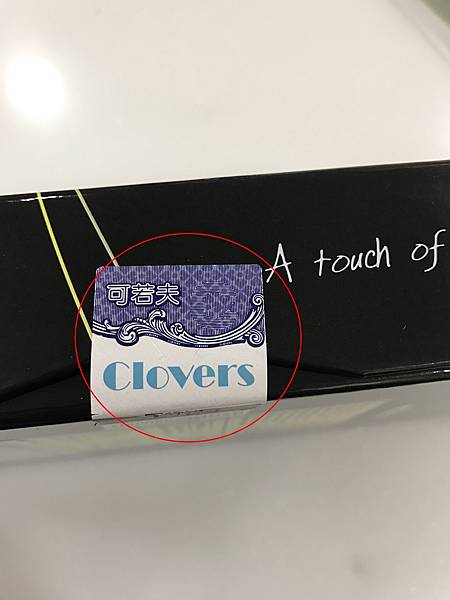 A touch of
可若夫
Clovers